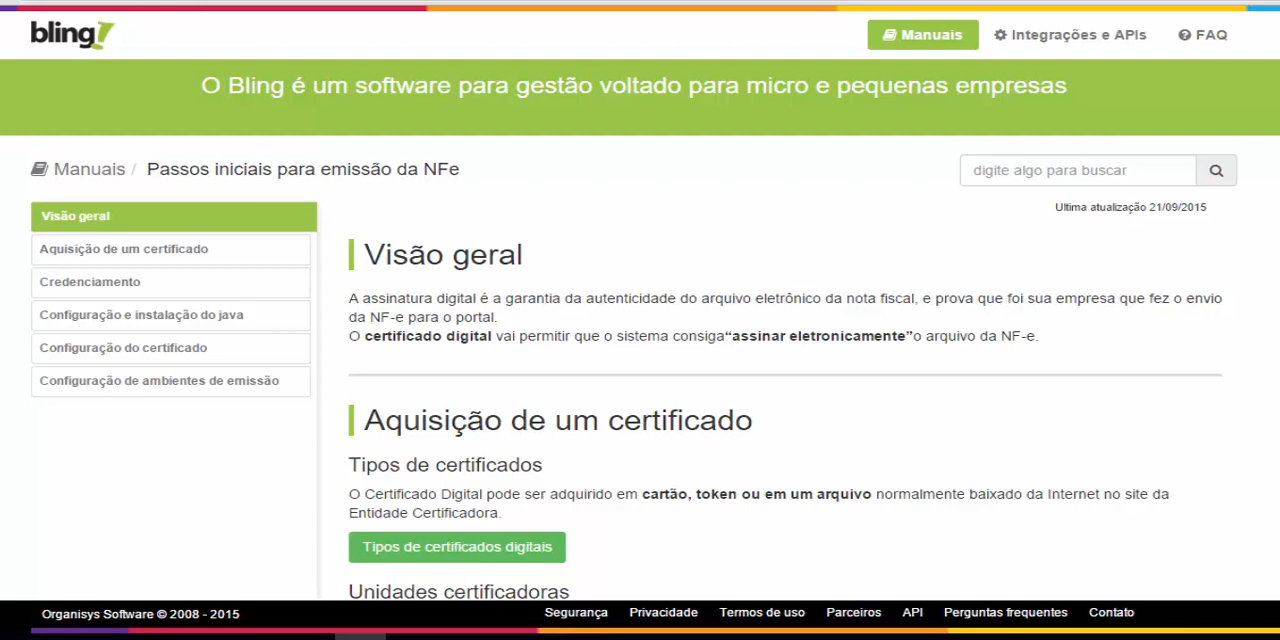 bling!
Manuais
Integrações e APIs
FAQ
O Bling é um software para gestão voltado para micro e pequenas empresas
Manuais / Passos iniciais para emissão da NFe
digite algo para buscar
Ultima atualização 21/09/2015
Visão geral
Aquisição de um certificado
Credenciamento
Configuração e instalação do java
Configuração do certificado
Configuração de ambientes de emissão
Visão geral
A assinatura digital é a garantia da autenticidade do arquivo eletrônico da nota fiscal, e prova que foi sua empresa que fez o envio
da NF-e para o portal.
O certificado digital vai permitir que o sistema consiga“assinar eletronicamente”o arquivo da NF-e.
Aquisição de um certificado
Tipos de certificados
O Certificado Digital pode ser adquirido em cartão, token ou em um arquivo normalmente baixado da Internet no site da
Entidade Certificadora.
Tipos de certificados digitais
Unidades certificadoras
Organisys Software © 2008 - 2015
Segurança
Privacidade
Termos de uso
Parceiros
API
Perguntas frequentes
Contato